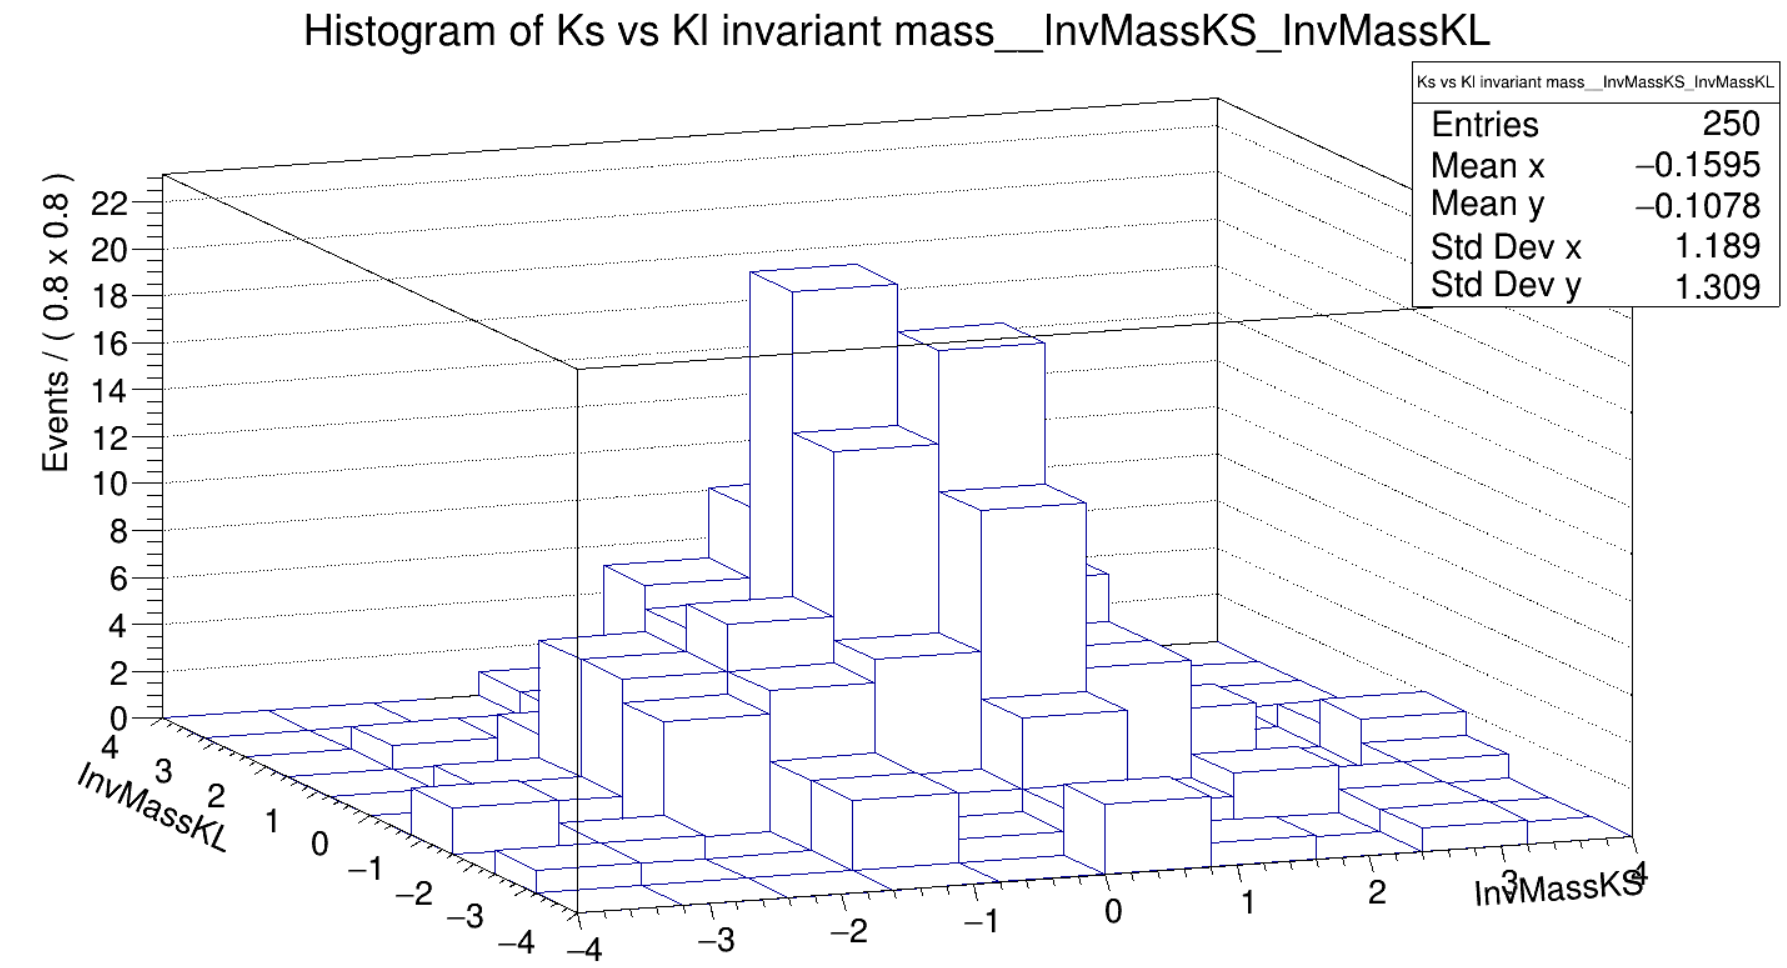 Histogram of Ks vs Kl invariant mass__InvMassKS_InvMassKL
Ks vs Kl invariant mass__InvMassKS_InvMassKL
Entries 250
Mean x −0.1595
Mean y −0.1078
Std Dev x 1.189
Std Dev y 1.309
Events / ( 0.8 x 0.8 )
22
20
18
16
14
12
10
8
6
4
2
0
4 3 2 1 0 −1 −2 −3 −4
InvMassKL
−4 −3 −2 −1 0 1 2 3 4
InvMassKS